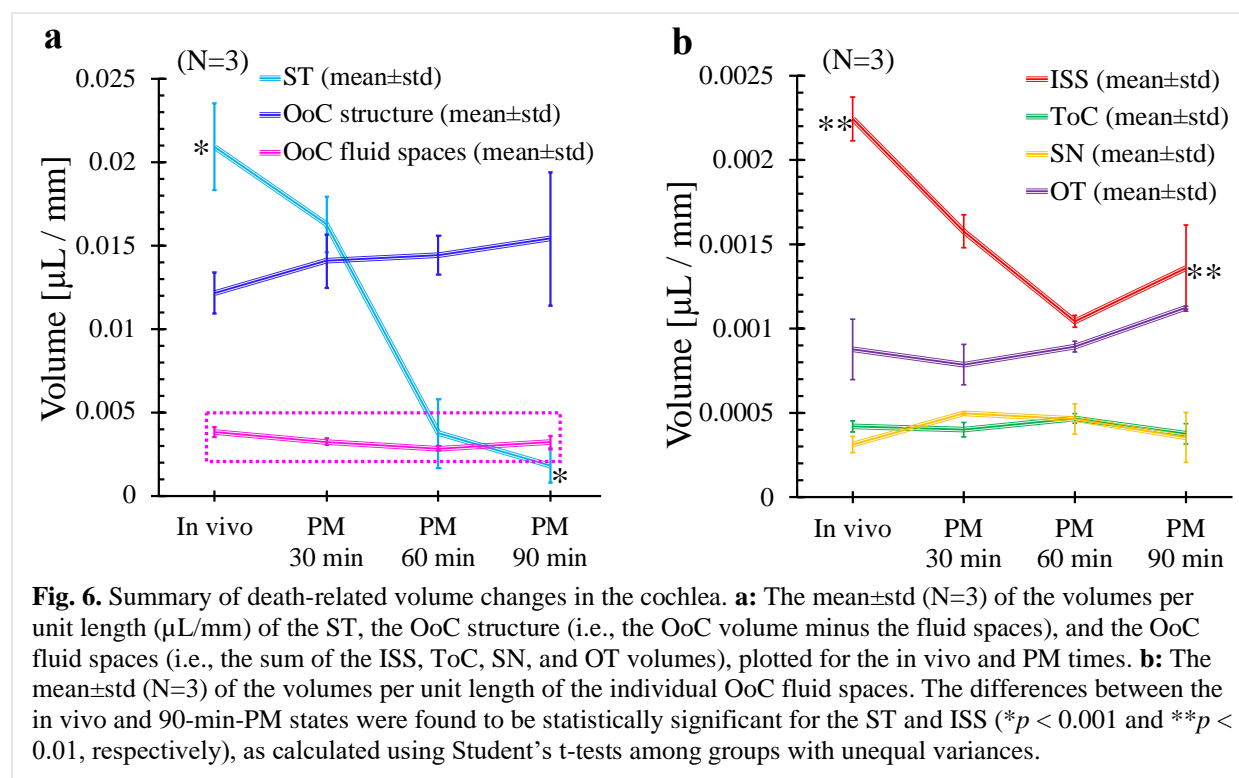 a
(N=3)
ST (mean±std)
OoC structure (mean±std)
OoC fluid spaces (mean±std)
Volume [µL / mm]
0.025
0.02
0.015
0.01
0.005
0
*
*
In vivo
PM
30 min
PM
60 min
PM
90 min
b
(N=3)
ISS (mean±std)
ToC (mean±std)
SN (mean±std)
OT (mean±std)
Volume [µL / mm]
0.0025
0.002
0.0015
0.001
0.0005
0
**
**
In vivo
PM
30 min
PM
60 min
PM
90 min
Fig. 6. Summary of death-related volume changes in the cochlea. a: The mean±std (N=3) of the volumes per
unit length (µL/mm) of the ST, the OoC structure (i.e., the OoC volume minus the fluid spaces), and the OoC
fluid spaces (i.e., the sum of the ISS, ToC, SN, and OT volumes), plotted for the in vivo and PM times. b: The
mean±std (N=3) of the volumes per unit length of the individual OoC fluid spaces. The differences between the
in vivo and 90-min-PM states were found to be statistically significant for the ST and ISS (*p < 0.001 and **p <
0.01, respectively), as calculated using Student’s t-tests among groups with unequal variances.